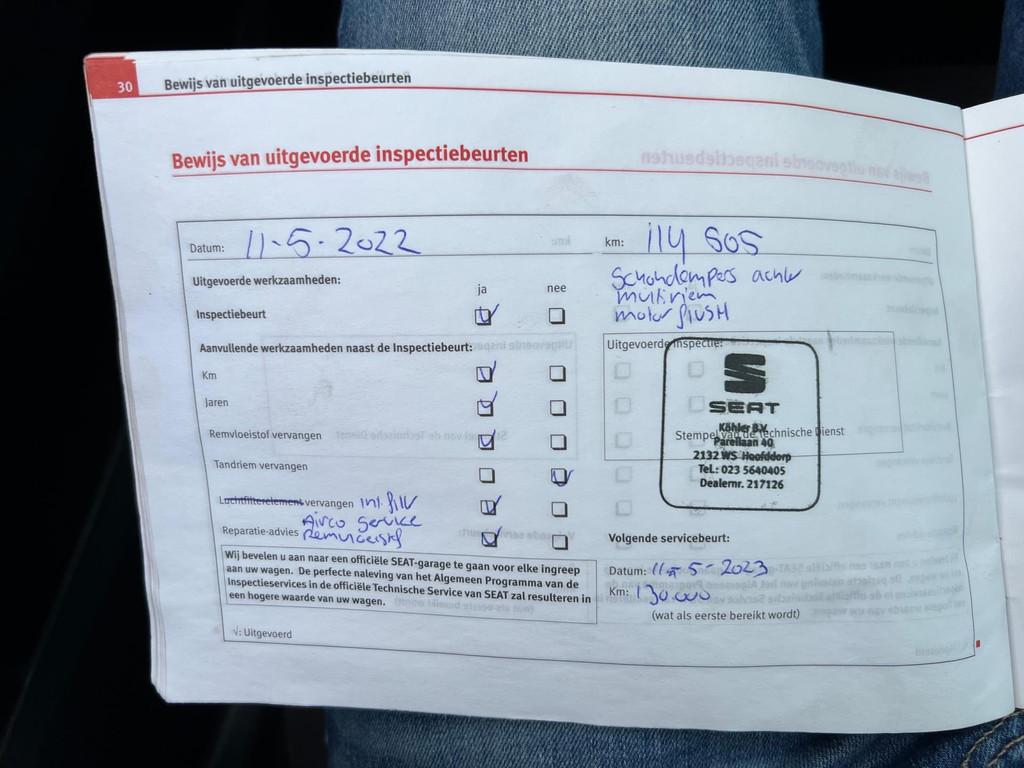 30 Bewijs van uitgevoerde inspectiebeurten
Bewijs van uitgevoerde inspectiebeurten
Datum: 11-5-2022
km: 114 605
Uitgevoerde werkzaamheden:
ja nee
Inspectiebeurt
Schokdempers achter
multiriem
motor flush
Aanvullende werkzaamheden naast de Inspectiebeurt:
Km
Jaren
Remvloeistof vervangen
Tandriem vervangen
Luchtfilterelement vervangen int. filter
Airco Service
Reparatie-advies Remvloeistof
Uitgevoerde inspectie:
SEAT
Köhler B.V.
Parellaan 40
Stempel van de Technische Dienst
2132 WS Hoofddorp
Tel.: 023 5640405
Dealernr. 217126
Wij bevelen u aan naar een officiële SEAT-garage te gaan voor elke ingreep
aan uw wagen. De perfecte naleving van het Algemeen Programma van de
Inspectieservices in de officiële Technische Service van SEAT zal resulteren in
een hogere waarde van uw wagen.
√: Uitgevoerd
Volgende servicebeurt:
Datum: 11-5-2023
Km: 130.000
(wat als eerste bereikt wordt)